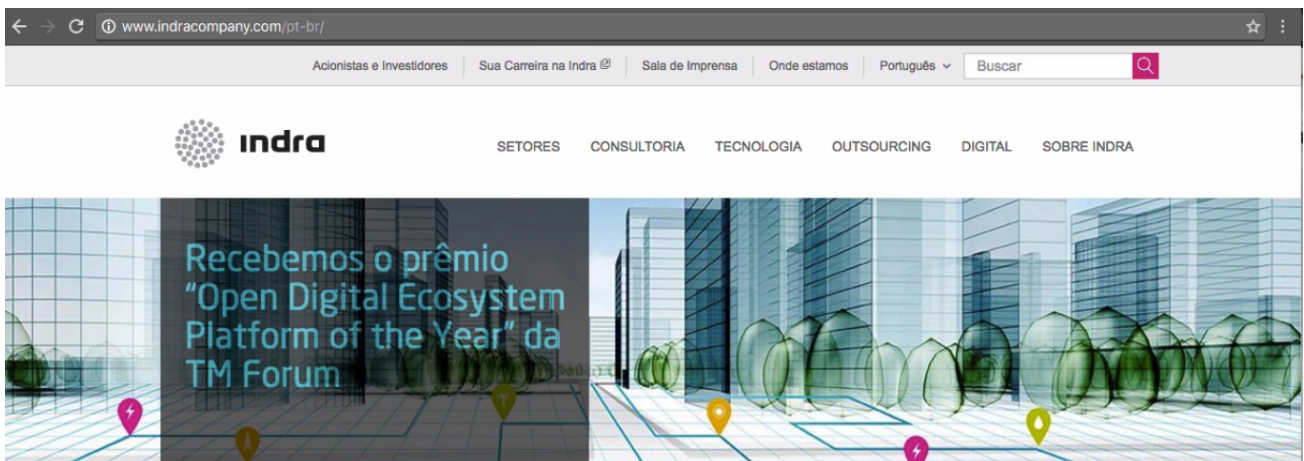 www.indracompany.com/pt-br/
Acionistas e Investidores Sua Carreira na Indra Sala de Imprensa Onde estamos Português Buscar
indra
SETORES CONSULTORIA TECNOLOGIA OUTSOURCING DIGITAL SOBRE INDRA
Recebemos o prêmio
“Open Digital Ecosystem
Platform of the Year” da
TM Forum